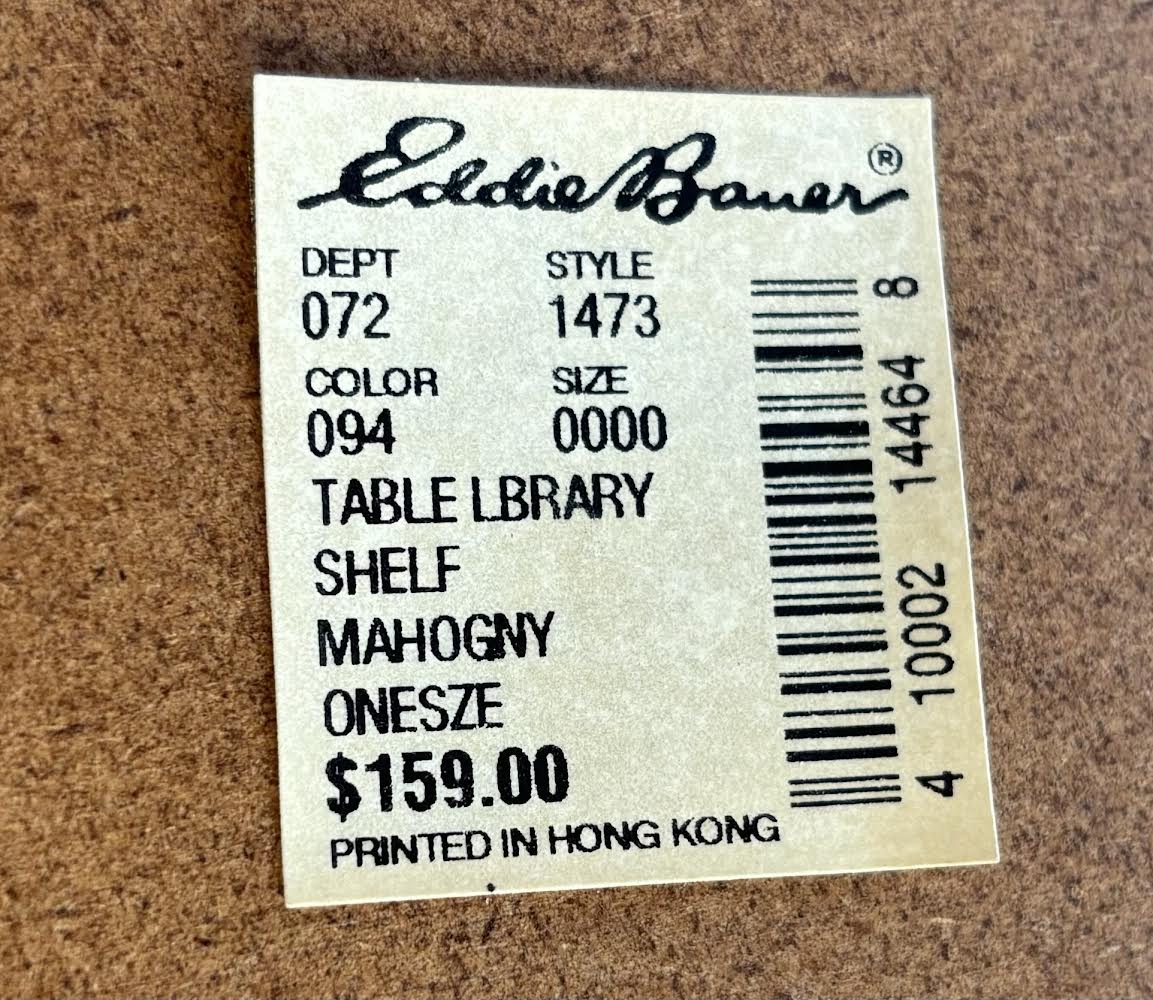 Eddie Bauer®
DEPT STYLE
072 1473
COLOR SIZE
094 0000
TABLE LBRARY
SHELF
MAHOGNY
ONESZE
$159.00
PRINTED IN HONG KONG
4 10002 14464 8